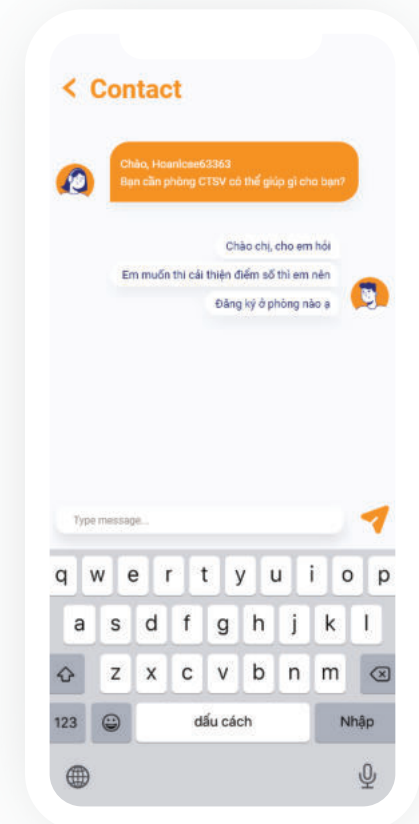 Contact
Chào, Hoanlose63363
Bạn cần phòng CTSV có thể giúp gì cho bạn?
Chào chị, cho em hỏi
Em muốn thi cải thiện điểm số thì em nên
Đăng ký ở phòng nào ạ
Type message...
q w e r t y u i o p
a s d f g h j k l
z x c v b n m
123 dấu cách Nhập